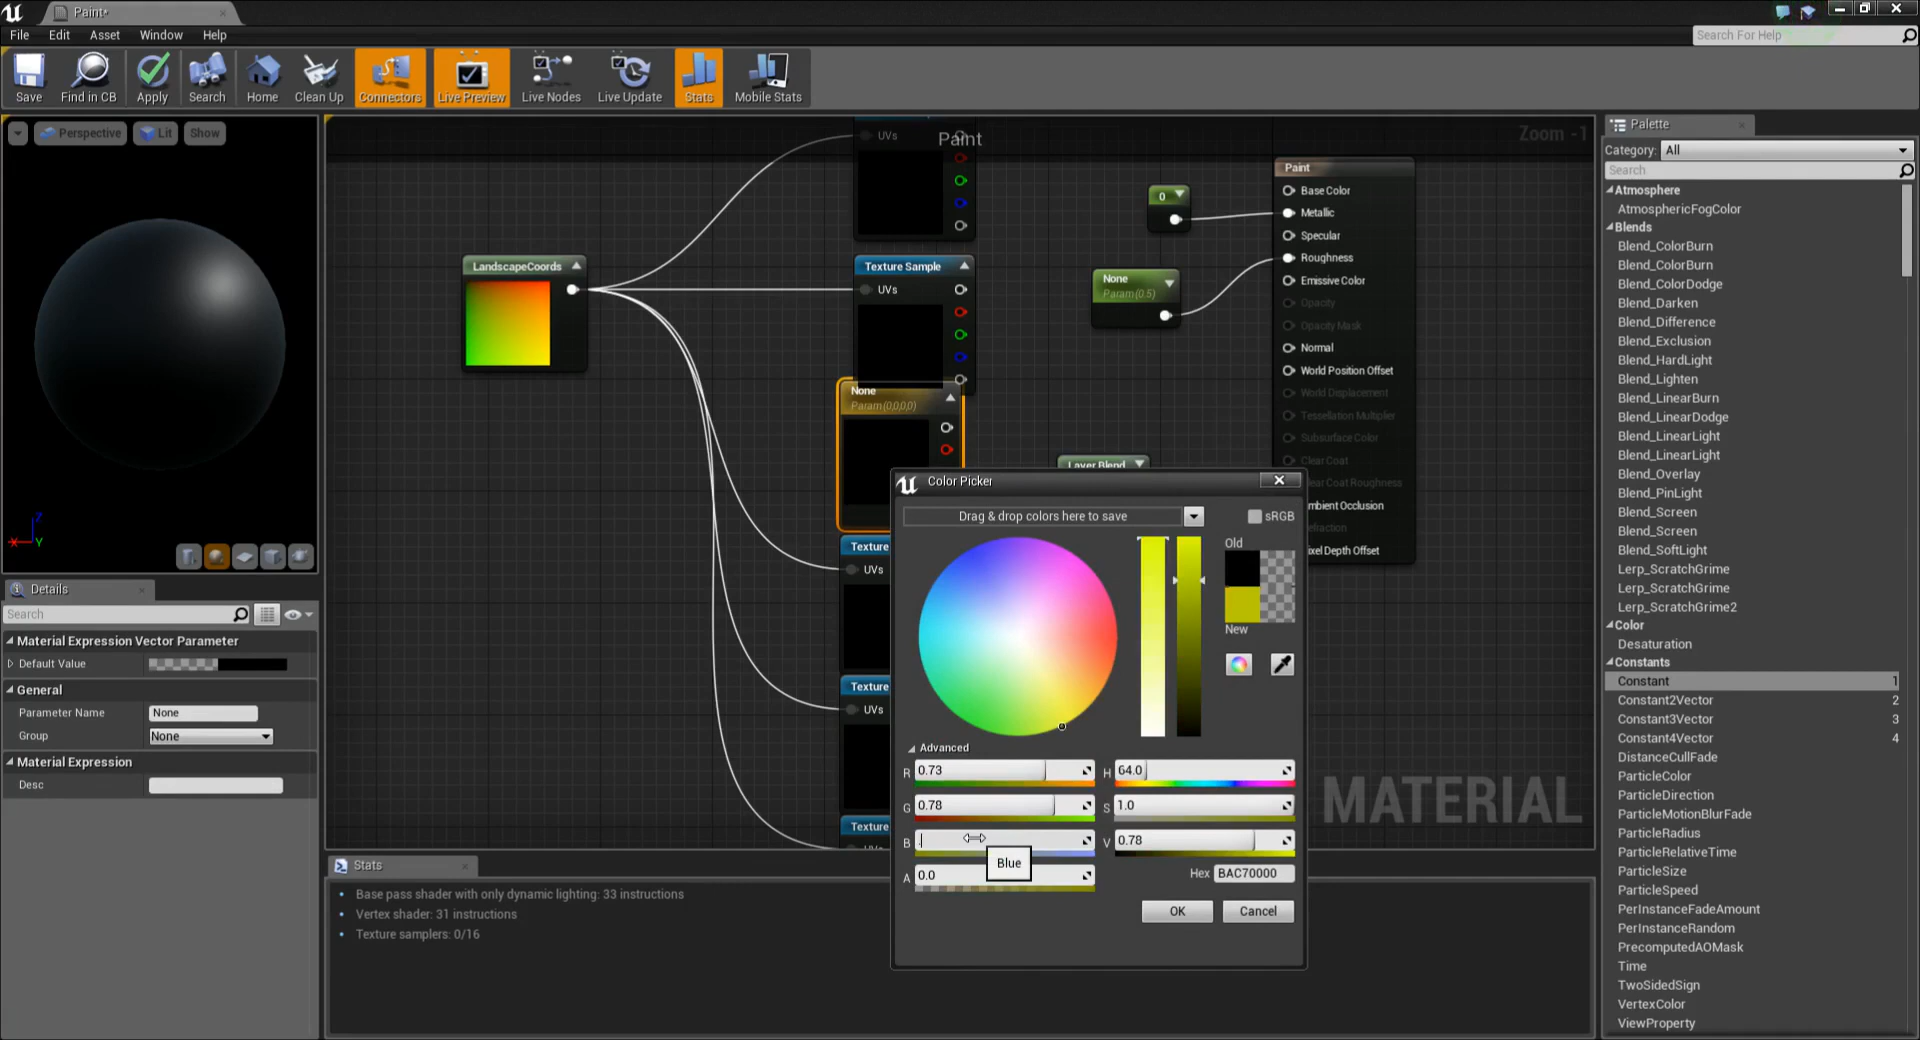 Paint*
File Edit Asset Window Help
Search For Help
Save Find in CB Apply Search Home Clean Up Connectors Live Preview Live Nodes Live Update Stats Mobile Stats
Perspective Lit Show
Z
X Y
Details
Search
Material Expression Vector Parameter
Default Value
General
Parameter Name None
Group None
Material Expression
Desc
Paint
Zoom -1
UVs
LandscapeCoords
Texture Sample
UVs
None
Param(0,0,0,0)
Texture
UVs
Texture
UVs
Texture
0
None
Param(0.5)
Layer Blend
Paint
Base Color
Metallic
Specular
Roughness
Emissive Color
Opacity
Opacity Mask
Normal
World Position Offset
World Displacement
Tessellation Multiplier
Subsurface Color
Clear Coat
lear Coat Roughness
mbient Occlusion
efraction
ixel Depth Offset
MATERIAL
Color Picker
Drag & drop colors here to save
sRGB
Old
New
Advanced
R 0.73 H 64.0
G 0.78 S 1.0
B . V 0.78
Blue
A 0.0 Hex BAC70000
OK Cancel
Stats
Base pass shader with only dynamic lighting: 33 instructions
Vertex shader: 31 instructions
Texture samplers: 0/16
Palette
Category: All
Search
Atmosphere
AtmosphericFogColor
Blends
Blend_ColorBurn
Blend_ColorBurn
Blend_ColorDodge
Blend_Darken
Blend_Difference
Blend_Exclusion
Blend_HardLight
Blend_Lighten
Blend_LinearBurn
Blend_LinearDodge
Blend_LinearLight
Blend_LinearLight
Blend_Overlay
Blend_PinLight
Blend_Screen
Blend_Screen
Blend_SoftLight
Lerp_ScratchGrime
Lerp_ScratchGrime
Lerp_ScratchGrime2
Color
Desaturation
Constants
Constant 1
Constant2Vector 2
Constant3Vector 3
Constant4Vector 4
DistanceCullFade
ParticleColor
ParticleDirection
ParticleMotionBlurFade
ParticleRadius
ParticleRelativeTime
ParticleSize
ParticleSpeed
PerInstanceFadeAmount
PerInstanceRandom
PrecomputedAOMask
Time
TwoSidedSign
VertexColor
ViewProperty